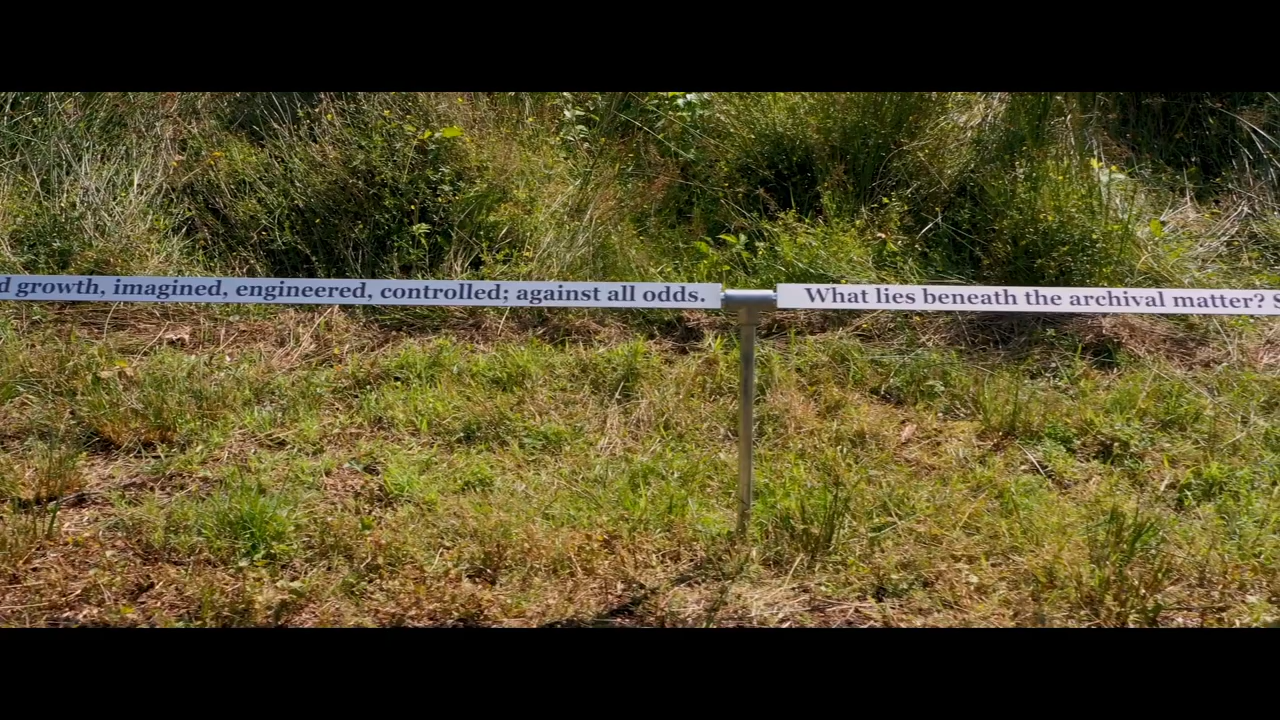 d growth, imagined, engineered, controlled; against all odds.
What lies beneath the archival matter? S